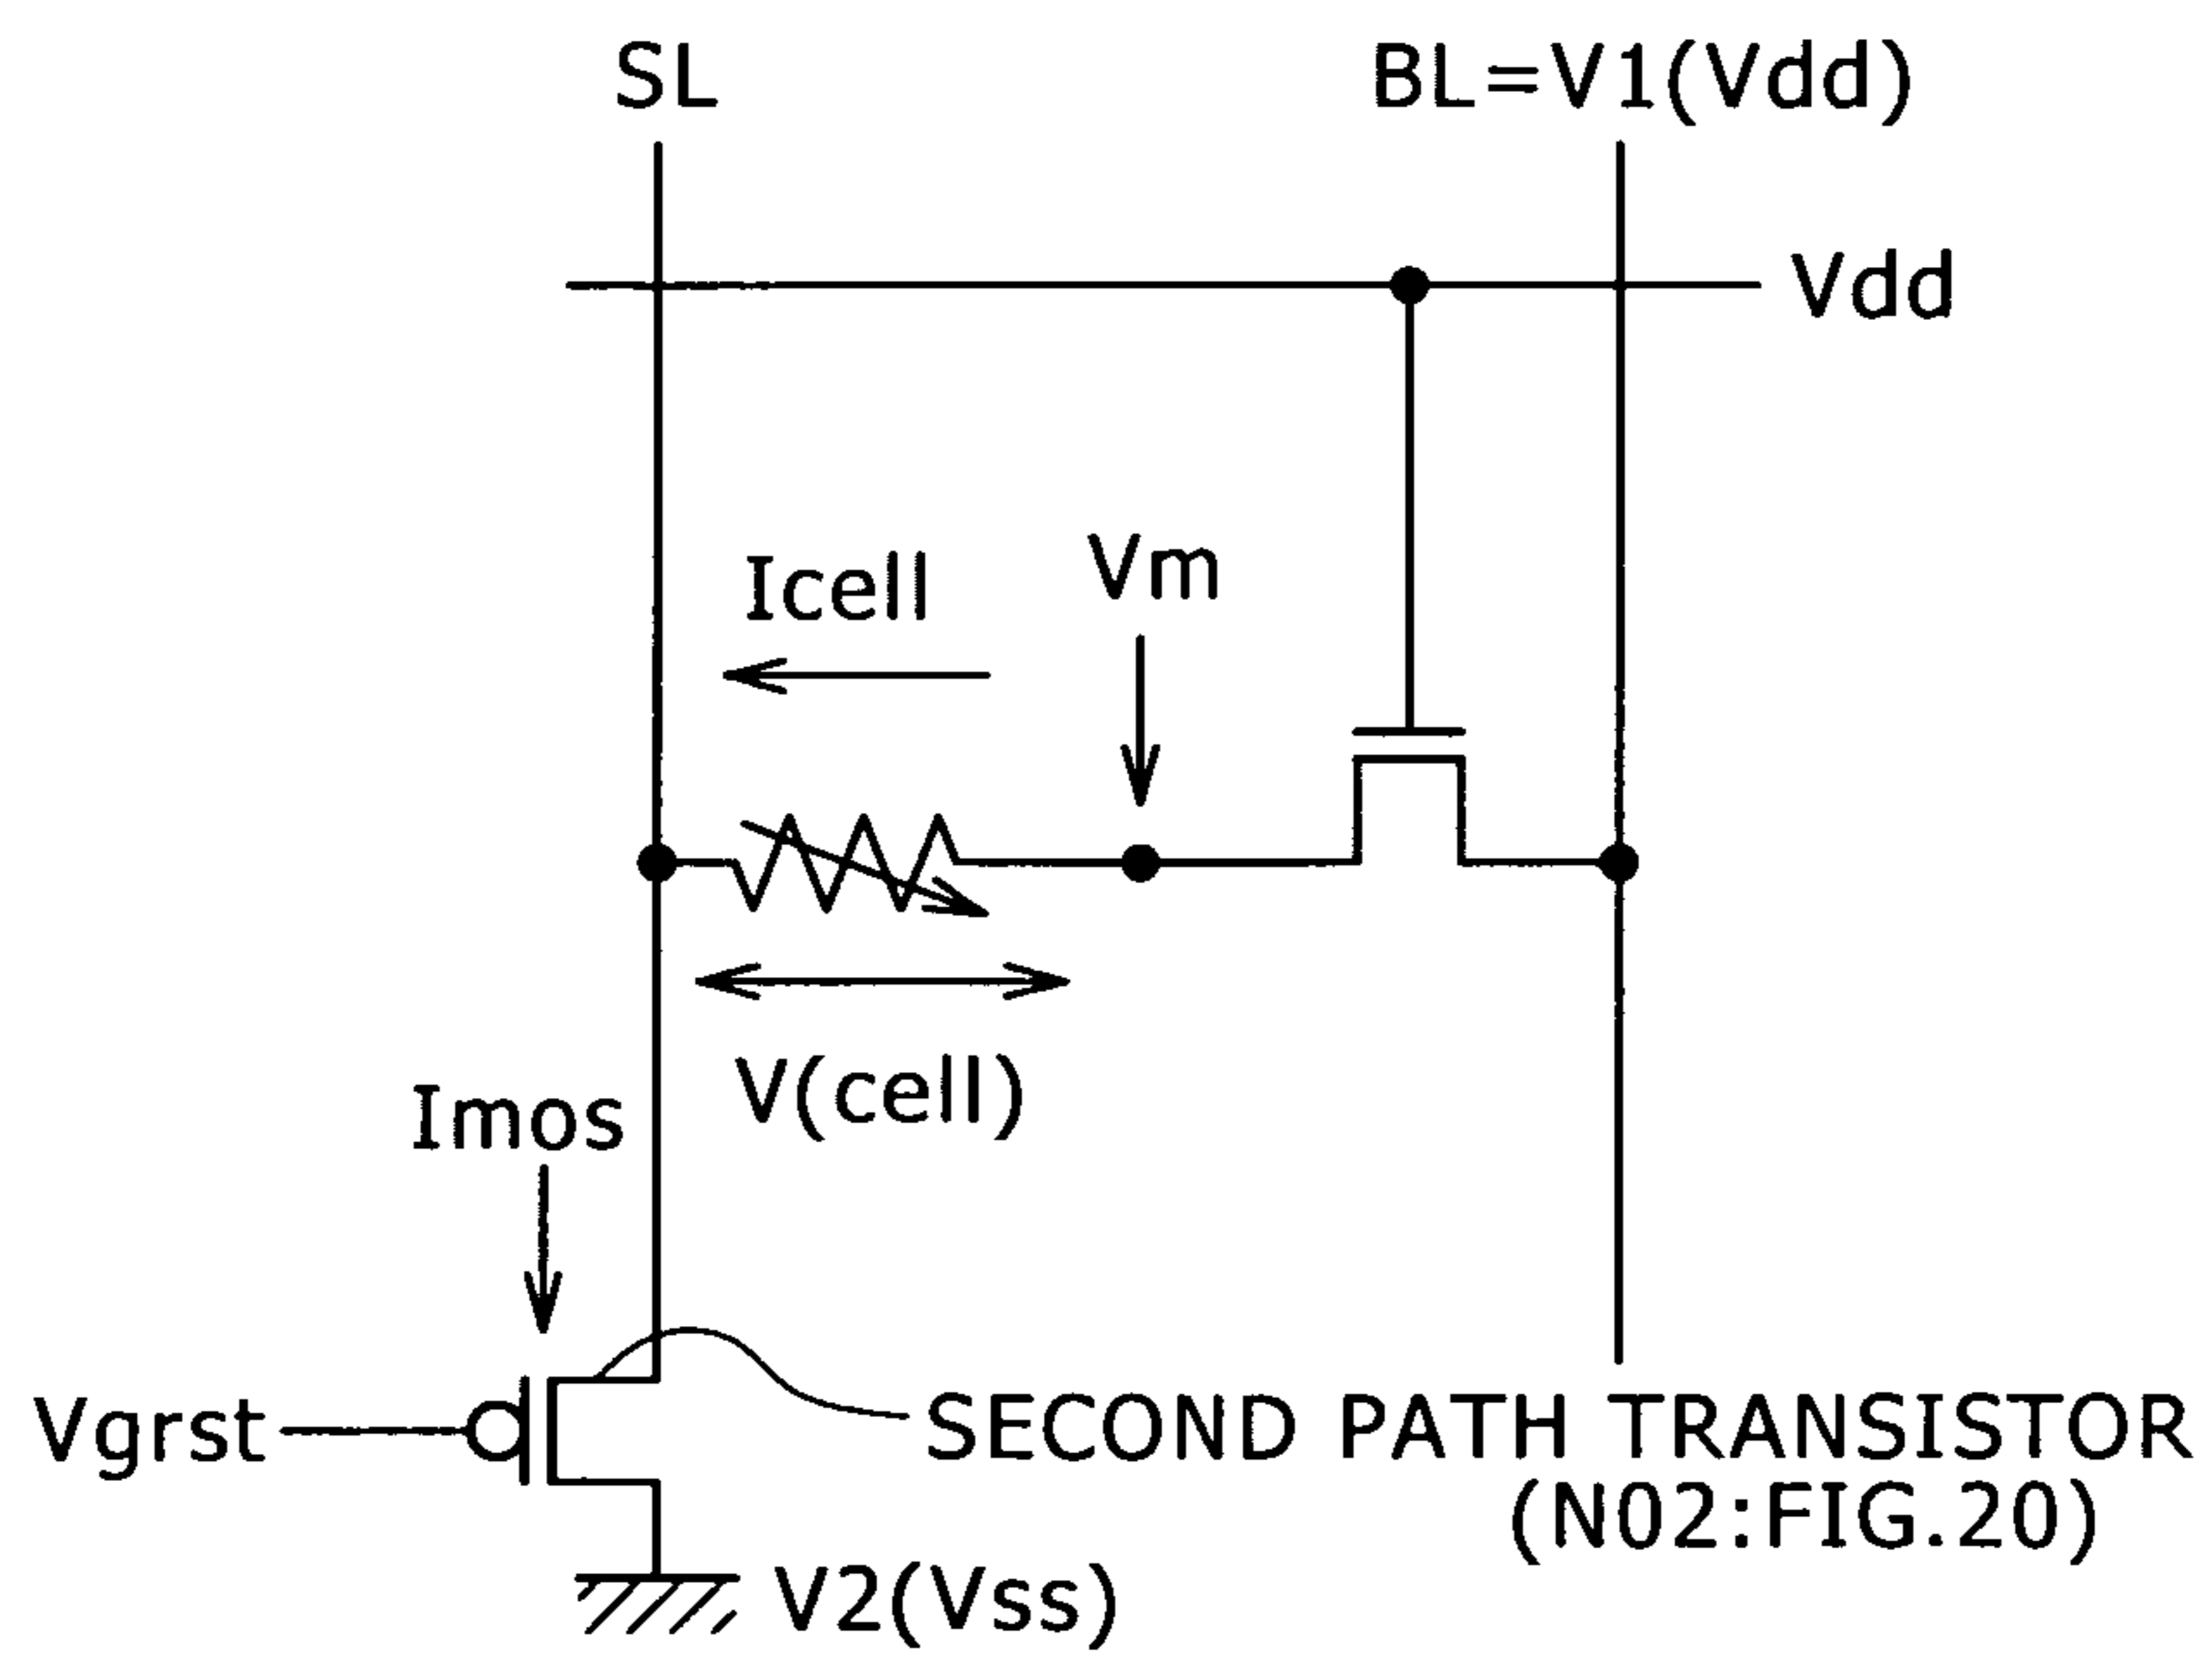 SL
BL=V1(Vdd)
Vdd
Icell
Vm
V(cell)
Imos
Vgrst
SECOND PATH TRANSISTOR
(N02:FIG.20)
V2(Vss)